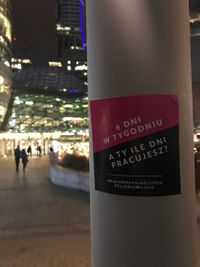 6 DNI
W TYGODNIU
A TY ILE DNI
PRACUJESZ?